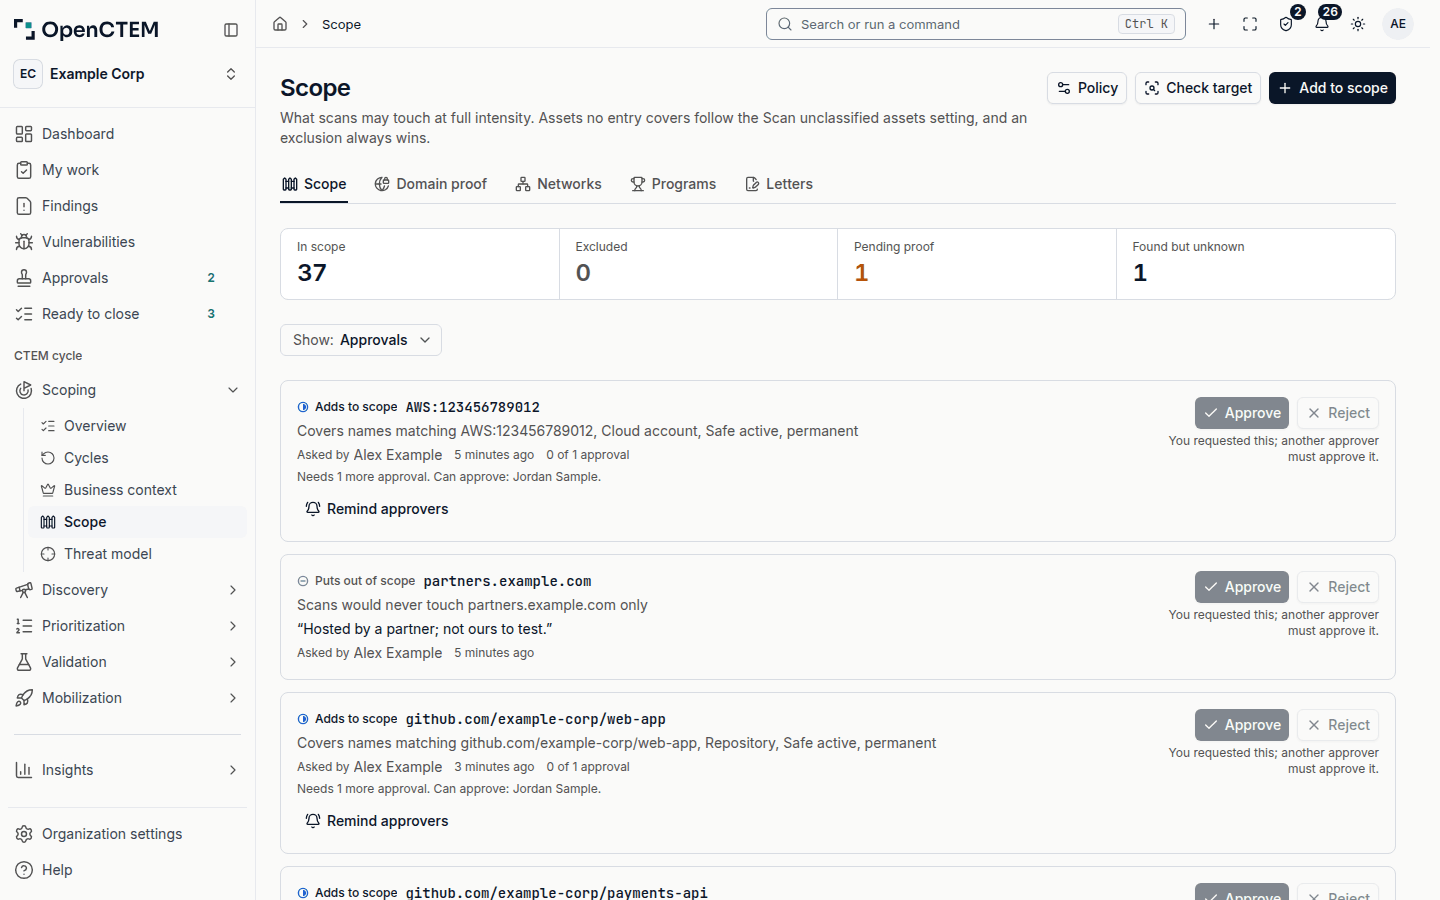 OpenCTEM
EC Example Corp
Dashboard
My work
Findings
Vulnerabilities
Approvals 2
Ready to close 3
CTEM cycle
Scoping
Overview
Cycles
Business context
Scope
Threat model
Discovery
Prioritization
Validation
Mobilization
Insights
Organization settings
Help
Scope
Search or run a command Ctrl K
2
26
AE
Scope
What scans may touch at full intensity. Assets no entry covers follow the Scan unclassified assets setting, and an
exclusion always wins.
Policy
Check target
Add to scope
Scope Domain proof Networks Programs Letters
In scope
37
Excluded
0
Pending proof
1
Found but unknown
1
Show: Approvals
Adds to scope AWS:123456789012
Covers names matching AWS:123456789012, Cloud account, Safe active, permanent
Asked by Alex Example 5 minutes ago 0 of 1 approval
Needs 1 more approval. Can approve: Jordan Sample.
Remind approvers
Approve Reject
You requested this; another approver
must approve it.
Puts out of scope partners.example.com
Scans would never touch partners.example.com only
“Hosted by a partner; not ours to test.”
Asked by Alex Example 5 minutes ago
Approve Reject
You requested this; another approver
must approve it.
Adds to scope github.com/example-corp/web-app
Covers names matching github.com/example-corp/web-app, Repository, Safe active, permanent
Asked by Alex Example 3 minutes ago 0 of 1 approval
Needs 1 more approval. Can approve: Jordan Sample.
Remind approvers
Approve Reject
You requested this; another approver
must approve it.
Adds to scope github.com/example-corp/payments-api
Approve Reject